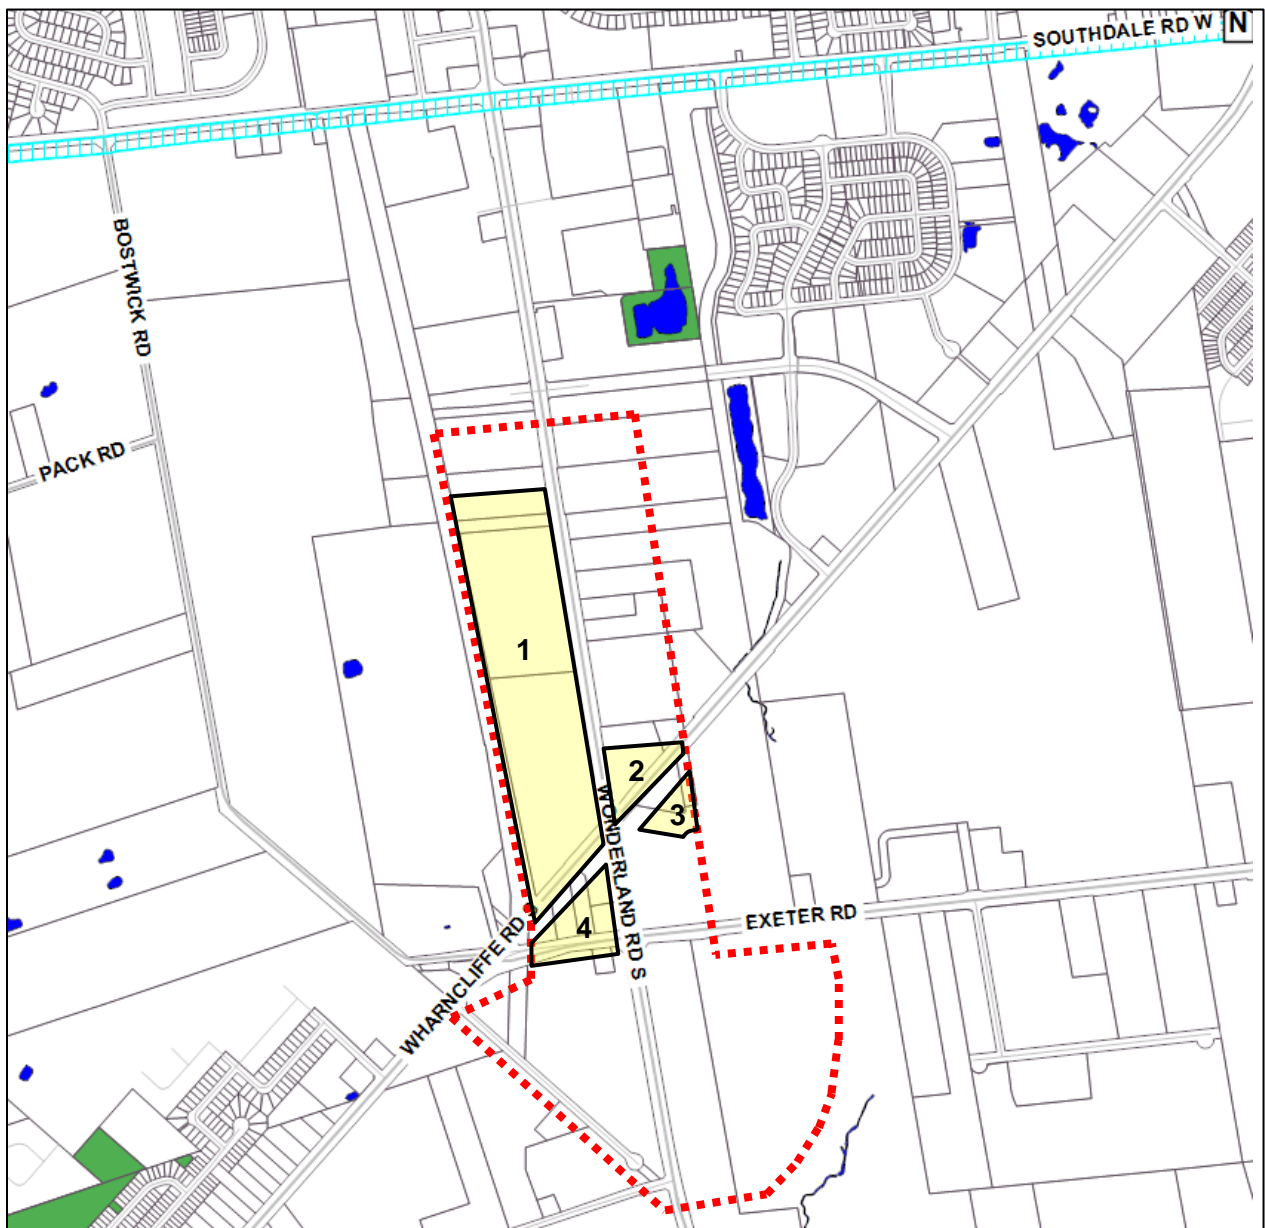 SOUTHDALE RD W
N
BOSTWICK RD
PACK RD
1
2
3
WONDERLAND RD S
4
EXETER RD
WHARNCLIFFE RD